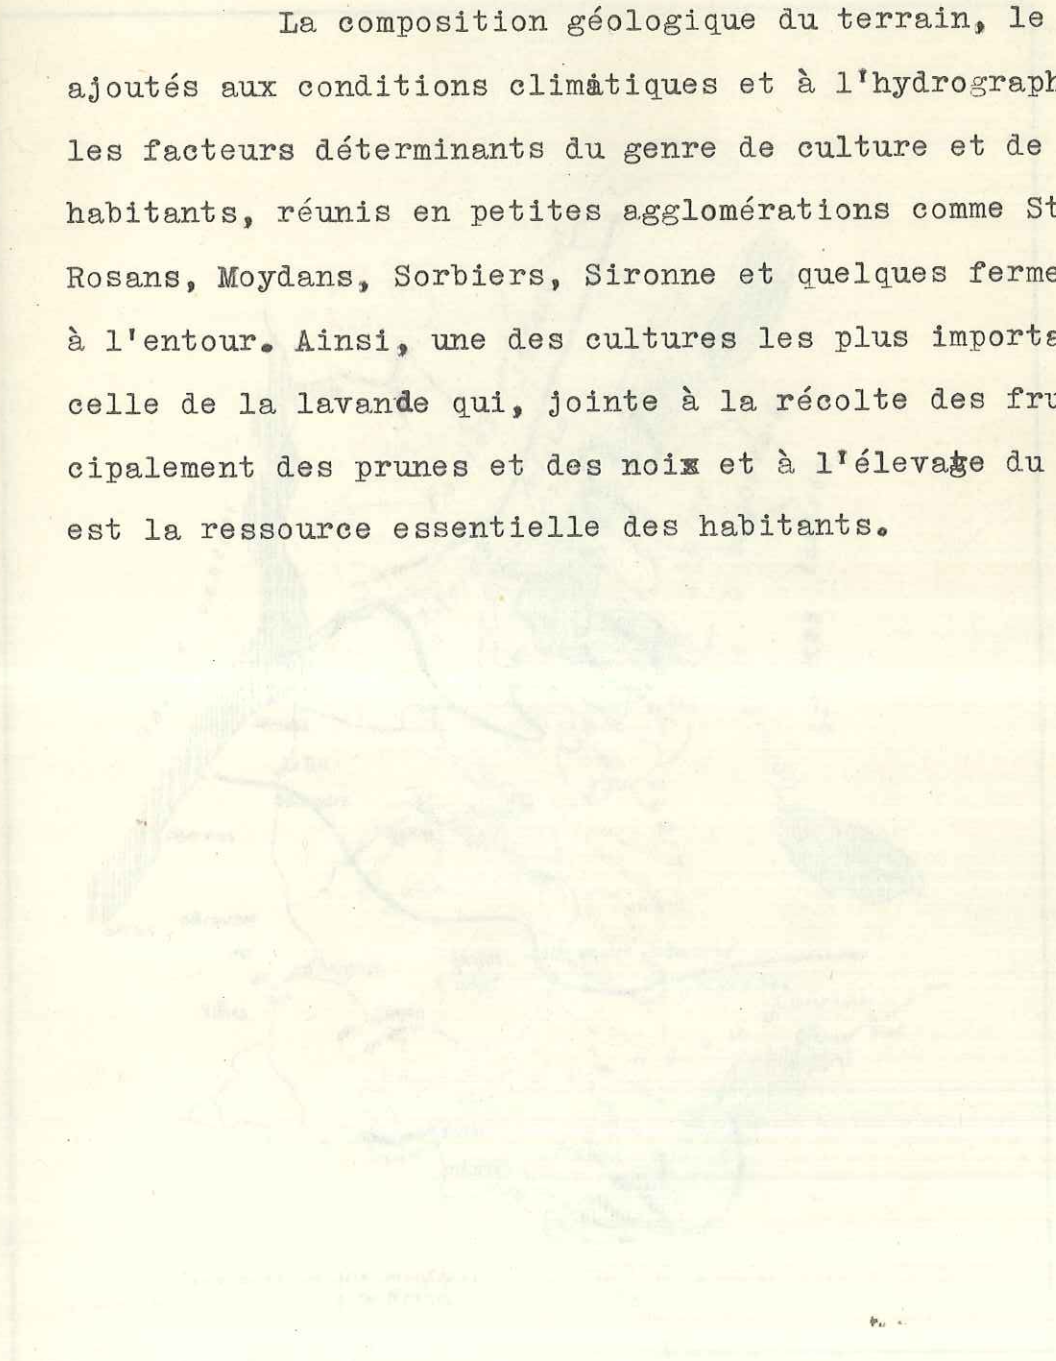 La composition géologique du terrain, le
ajoutés aux conditions climatiques et à l'hydrograph
les facteurs déterminants du genre de culture et de
habitants, réunis en petites agglomérations comme St
Rosans, Moydans, Sorbiers, Sironne et quelques ferme
à l'entour. Ainsi, une des cultures les plus importa
celle de la lavande qui, jointe à la récolte des fru
cipalement des prunes et des noix et à l'élevage du
est la ressource essentielle des habitants.